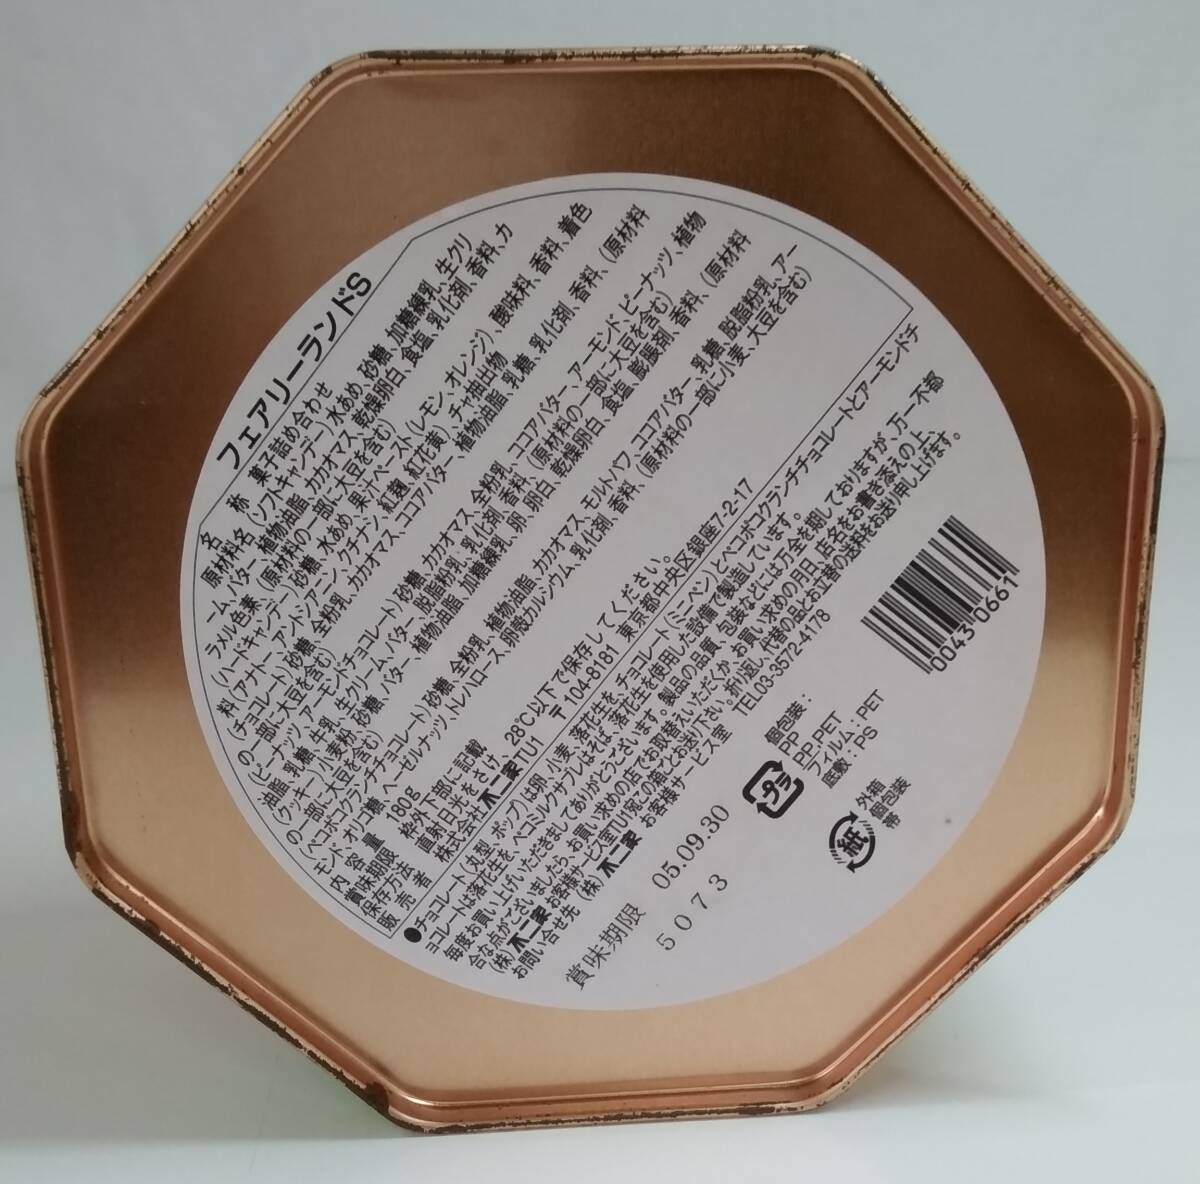 フェアリーランドS
名　称　菓子詰め合わせ
原材料名 (ソフトキャンデー)水あめ、砂糖、加糖練乳、生クリ
ーム、バター、植物油脂、カカオマス、乾燥卵白、食塩、乳化剤、香料、カ
ラメル色素、(原材料の一部に大豆を含む)
(ハードキャンデー)砂糖、水あめ、果汁ペースト(レモン、オレンジ)、酸味料、香料、着色
料(アナトー、アントシアニン、クチナシ、紅麹、紅花黄)、チャ抽出物
(チョコレート)砂糖、全粉乳、カカオマス、ココアバター、植物油脂、乳糖、乳化剤、香料、(原材料
の一部に大豆を含む)
(ピーナッツ・アーモンドチョコレート)砂糖、カカオマス、全粉乳、ココアバター、アーモンド、ピーナッツ、植物
油脂、乳糖、生乳、生クリーム、バター、脱脂粉乳、乳化剤、香料、(原材料の一部に大豆を含む)
(クッキー)小麦粉、砂糖、バター、植物油脂、加糖練乳、卵、卵白、乾燥卵白、食塩、膨脹剤、香料、(原材料
の一部に大豆を含む)
(ペコポコクランチチョコレート)砂糖、全粉乳、植物油脂、カカオマス、モルトパフ、ココアバター、乳糖、脱脂粉乳、アー
モンド、オリゴ糖、ヘーゼルナッツ、トレハロース、卵殻カルシウム、乳化剤、香料、(原材料の一部に小麦、大豆を含む)
内容量　180g
賞味期限　枠外下部に記載
保存方法　直射日光をさけ、28℃以下で保存してください。
販売者　株式会社不二家TU1　〒104-8181　東京都中央区銀座7-2-17
●チョコレート(丸型、ポップ)は卵、小麦、落花生を、チョコレート(ミニペン)とペコポコクランチチョコレートとアーモンドチ
ョコレートは落花生を、ペコミルクサブレはそば、落花生を使用した設備で製造しています。
毎度お買い上げいただきましてありがとうございます。製品の品質、包装などには万全を期しておりますが、万一不都
合な点がございましたら、お買い求めの店でお取替えいただくか、お買い求めの月日、店名をお書き添えの上、
(株)不二家お客様サービス室TU1宛この箱ごとお送り下さい。折り返し、代替の品とお立替の送料をお送り申し上げます。
お問い合せ先　(株)不二家　お客様サービス室　TEL03-3572-4178
賞味期限　05.09.30
5073
プラ
個包装：
PP
PP,PET
フィルム：PET
底敷：PS
紙
外箱
個包装
帯
0043 0661